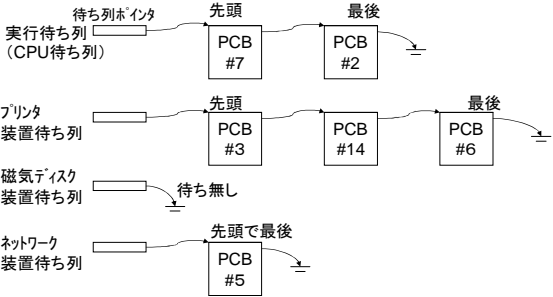 待ち列ポインタ
先頭
最後
実行待ち列
(CPU待ち列)
PCB
#7
PCB
#2
プリンタ
装置待ち列
先頭
最後
PCB
#3
PCB
#14
PCB
#6
磁気ディスク
装置待ち列
待ち無し
ネットワーク
装置待ち列
先頭で最後
PCB
#5